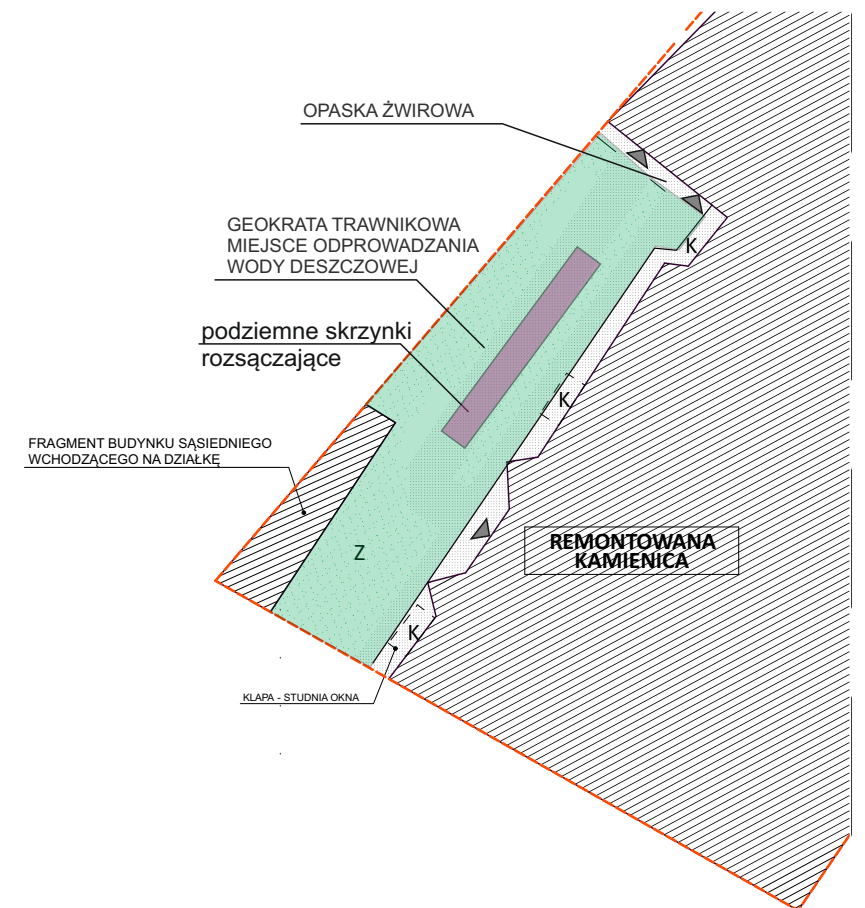 OPASKA ŻWIROWA
GEOKRATA TRAWNIKOWA
MIEJSCE ODPROWADZANIA
WODY DESZCZOWEJ
K
podziemne skrzynki
rozsączające
K
FRAGMENT BUDYNKU SĄSIEDNIEGO
WCHODZĄCEGO NA DZIAŁKĘ
Z
REMONTOWANA
KAMIENICA
K
KLAPA - STUDNIA OKNA